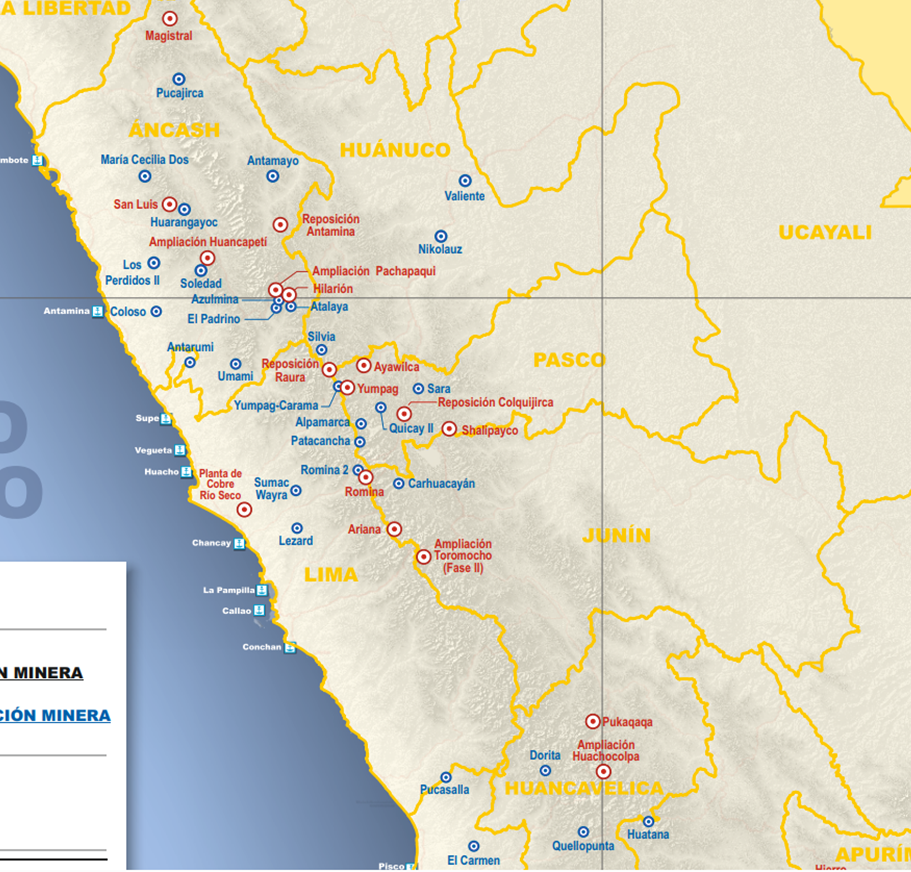 A LIBERTAD
Magistral
Pucajirca
ÁNCASH
HUÁNUCO
mbote
María Cecilia Dos
Antamayo
Valiente
San Luis
Huarangayoc
Reposición
Antamina
UCAYALI
Ampliación Huancapetí
Nikolauz
Los
Perdidos II
Soledad
Ampliación Pachapaqui
Hilarión
Azulmina
Atalaya
El Padrino
Antamina
Coloso
Silvia
Antarumi
Umami
Reposición
Raura
Ayawilca
PASCO
Yumpag
Sara
Yumpag-Carama
Reposición Colquijirca
Supe
Alpamarca
Quicay II
Shalipayco
Patacancha
Vegueta
Huacho
Planta de
Cobre
Río Seco
Sumac
Wayra
Romina 2
Romina
Carhuacayán
Lezard
Ariana
Chancay
Ampliación
Toromocho
(Fase II)
JUNÍN
LIMA
La Pampilla
Callao
Conchan
O
O
N MINERA
CIÓN MINERA
Pukaqaqa
Ampliación
Huachocolpa
Dorita
Pucasalla
HUANCAVELICA
Huatana
Quellopunta
El Carmen
APURÍM
Pisco
Hierro